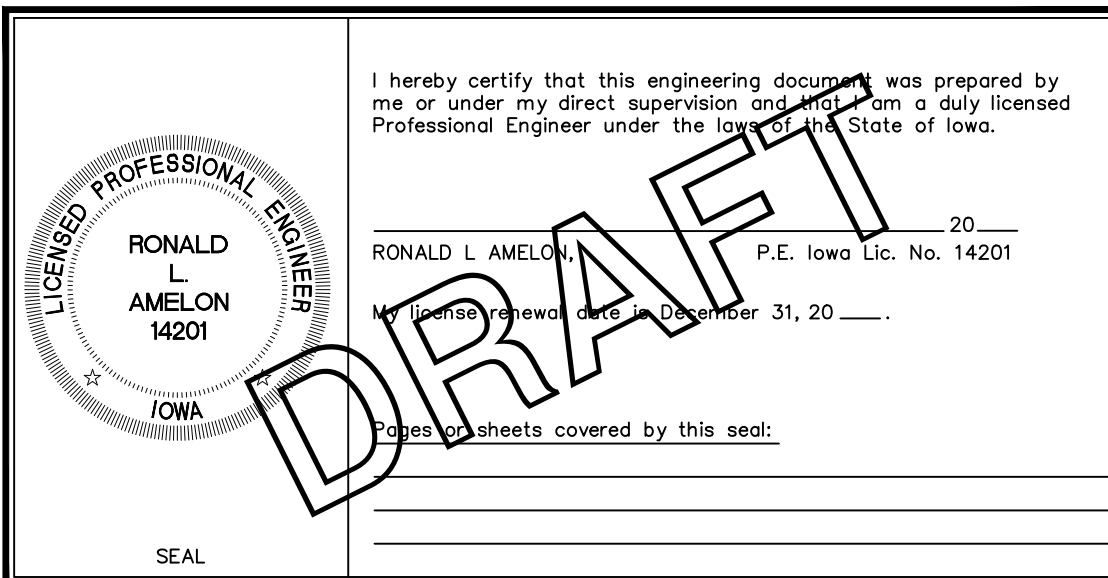 LICENSED PROFESSIONAL ENGINEER
RONALD
L.
AMELON
14201
IOWA
SEAL
I hereby certify that this engineering document was prepared by
me or under my direct supervision and that I am a duly licensed
Professional Engineer under the laws of the State of Iowa.
20
RONALD L AMELON, P.E. Iowa Lic. No. 14201
My license renewal date is December 31, 20 .
Pages or sheets covered by this seal:
DRAFT